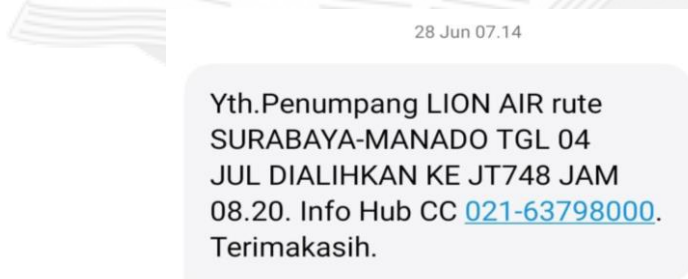 28 Jun 07.14
Yth.Penumpang LION AIR rute
SURABAYA-MANADO TGL 04
JUL DIALIHKAN KE JT748 JAM
08.20. Info Hub CC 021-63798000.
Terimakasih.